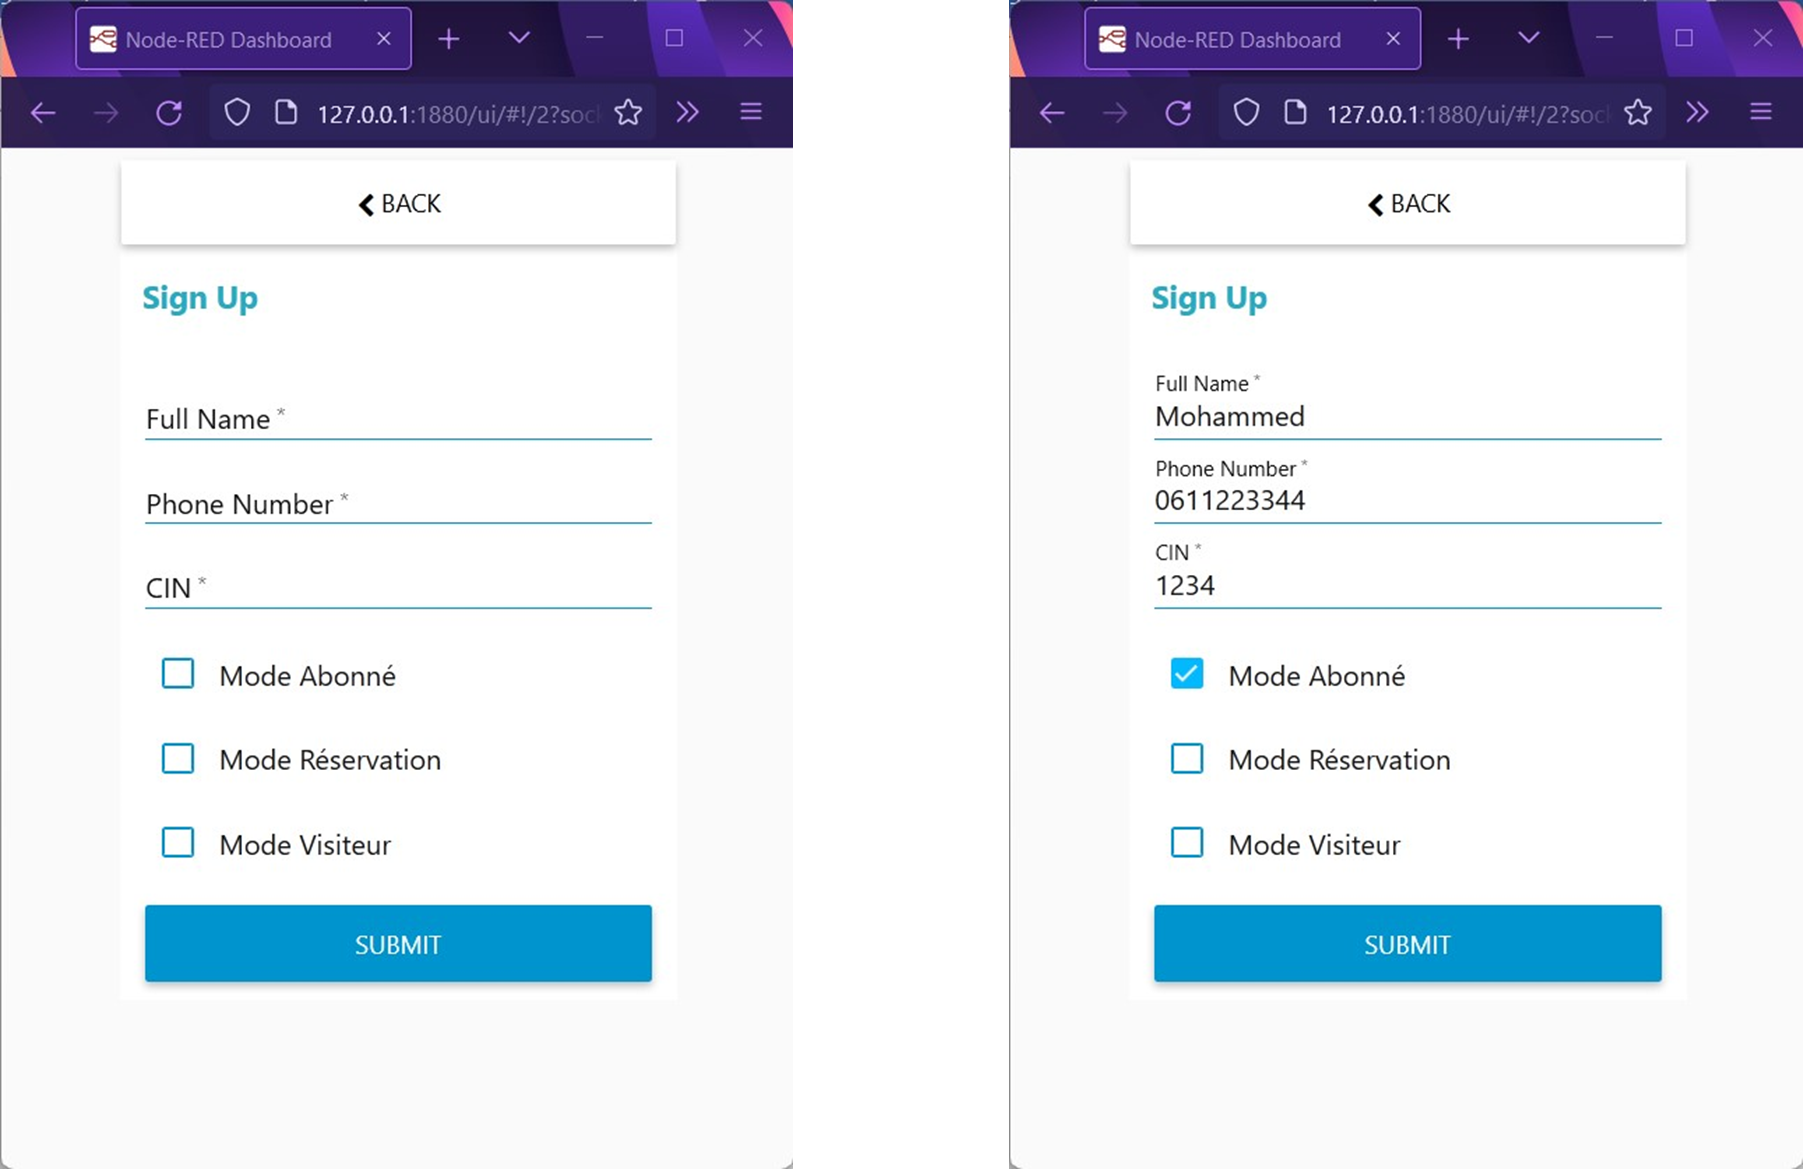 Node-RED Dashboard
127.0.0.1:1880/ui/#!/2?soc
BACK
Sign Up
Full Name *
Phone Number *
CIN *
Mode Abonné
Mode Réservation
Mode Visiteur
SUBMIT
Node-RED Dashboard
127.0.0.1:1880/ui/#!/2?soc
BACK
Sign Up
Full Name *
Mohammed
Phone Number *
0611223344
CIN *
1234
Mode Abonné
Mode Réservation
Mode Visiteur
SUBMIT